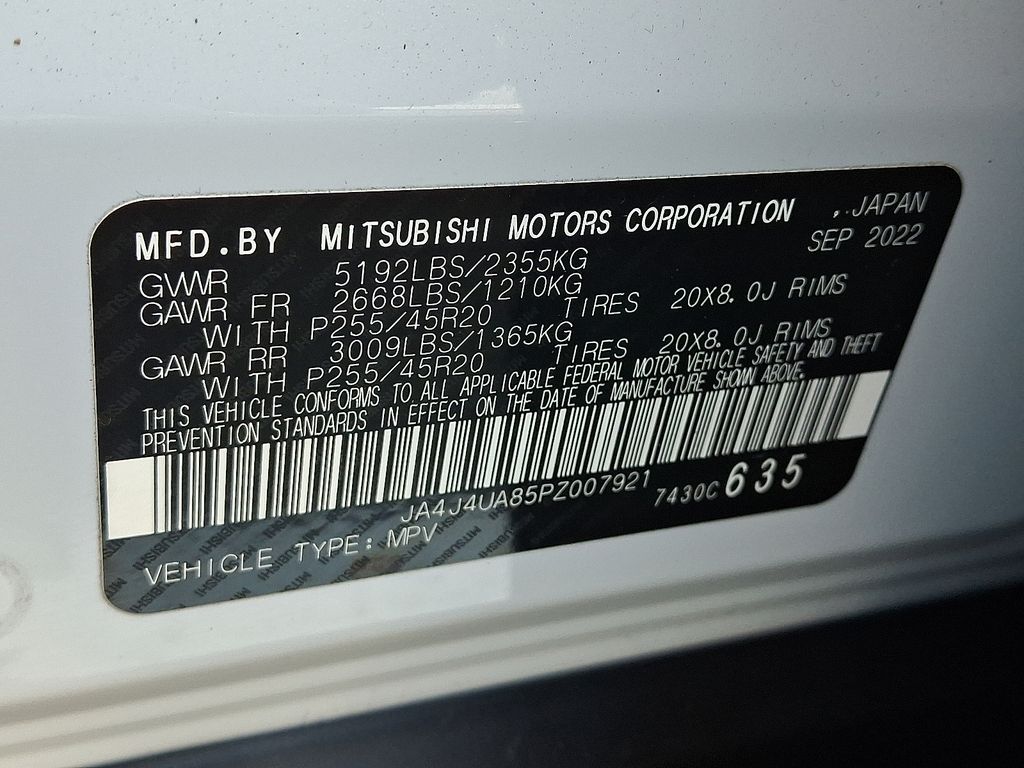 MFD.BY MITSUBISHI MOTORS CORPORATION , JAPAN
SEP 2022
GVWR 5192LBS/2355KG
GAWR FR 2668LBS/1210KG
WITH P255/45R20 TIRES 20X8.0J RIMS
GAWR RR 3009LBS/1365KG
WITH P255/45R20 TIRES 20X8.0J RIMS
THIS VEHICLE CONFORMS TO ALL APPLICABLE FEDERAL MOTOR VEHICLE SAFETY AND THEFT
PREVENTION STANDARDS IN EFFECT ON THE DATE OF MANUFACTURE SHOWN ABOVE.
JA4J4UA85PZ007921 7430C 635
VEHICLE TYPE: MPV